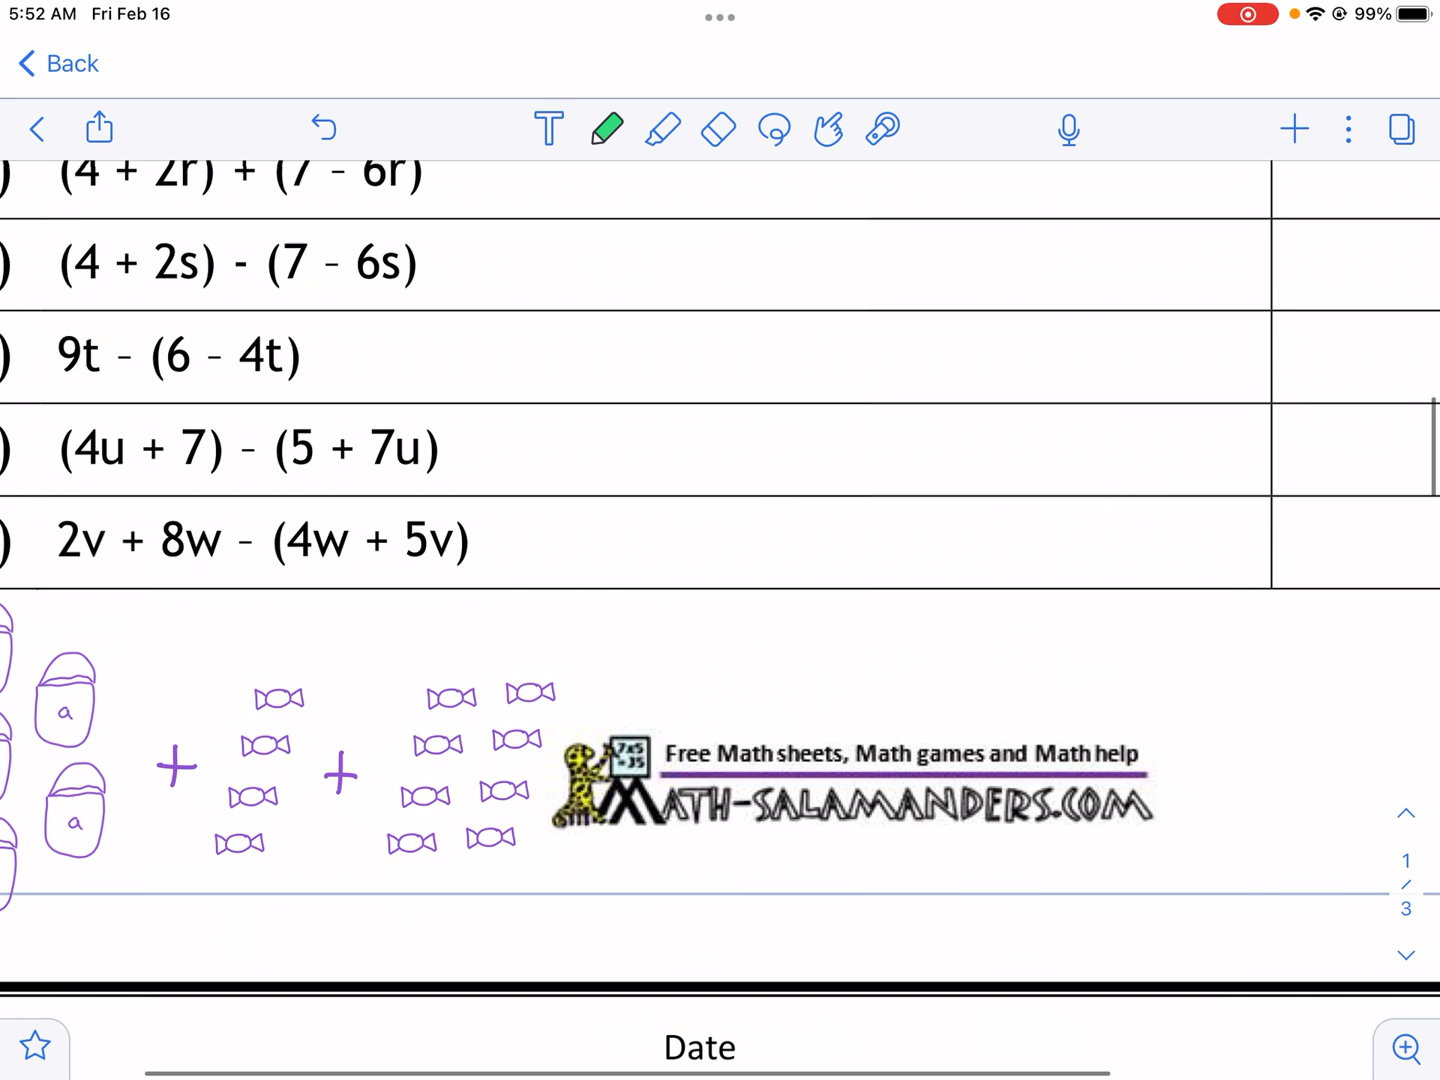 5:52 AM Fri Feb 16
99%
Back
T
) (4 + 2r) + (7 - 6r)
) (4 + 2s) - (7 - 6s)
) 9t - (6 - 4t)
) (4u + 7) - (5 + 7u)
) 2v + 8w - (4w + 5v)
a
a
+ +
7x5
=35
Free Math sheets, Math games and Math help
MATH-SALAMANDERS.COM
1
/
3
Date